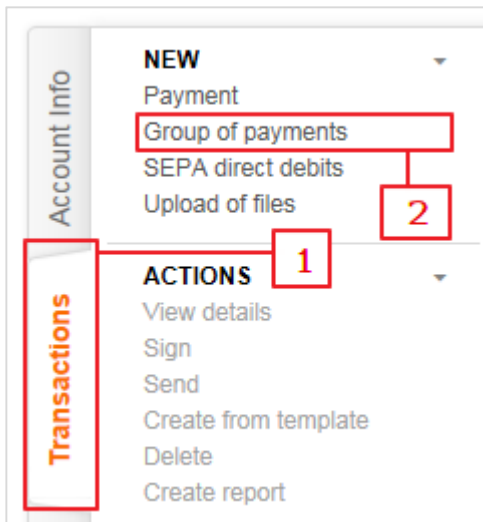 Account Info
Transactions
NEW
Payment
Group of payments
SEPA direct debits
Upload of files
2
1
ACTIONS
View details
Sign
Send
Create from template
Delete
Create report